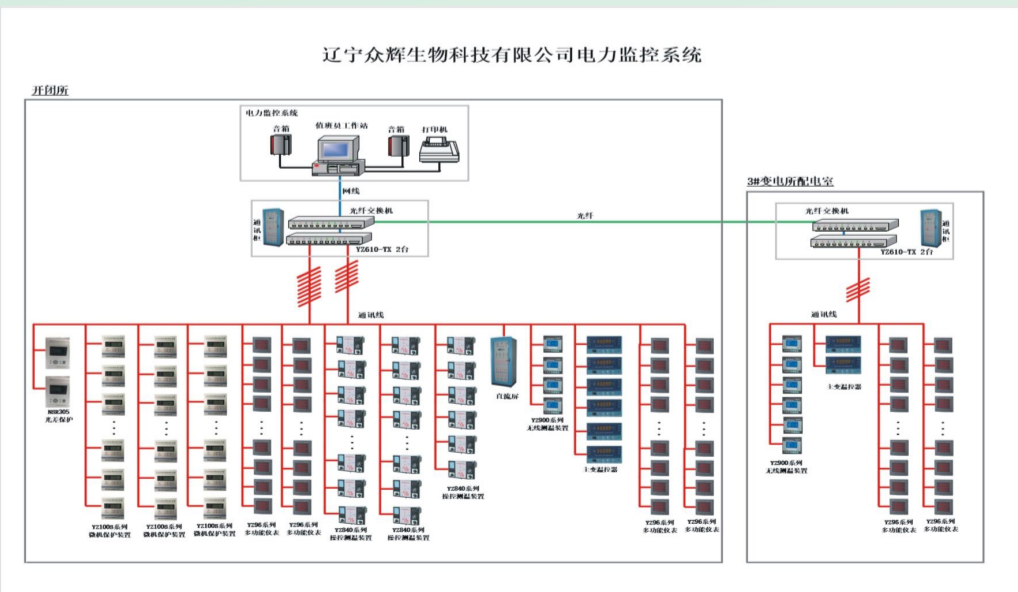 辽宁众辉生物科技有限公司电力监控系统
开闭所
电力监控系统
音箱
值班员工作站
音箱
打印机
网线
3#变电所配电室
通讯柜
光纤交换机
YZ610-TX 2台
光纤
光纤交换机
通讯柜
YZ610-TX 2台
通讯线
通讯线
光差保护
YZ100s系列
微机保护装置
YZ100s系列
微机保护装置
YZ100s系列
微机保护装置
YZ96系列
多功能仪表
YZ96系列
多功能仪表
YZ840系列
操控测温装置
YZ840系列
操控测温装置
YZ840系列
操控测温装置
直流屏
YZ900系列
无线测温装置
主变温控器
YZ96系列
多功能仪表
YZ96系列
多功能仪表
YZ900系列
无线测温装置
主变温控器
YZ96系列
多功能仪表
YZ96系列
多功能仪表